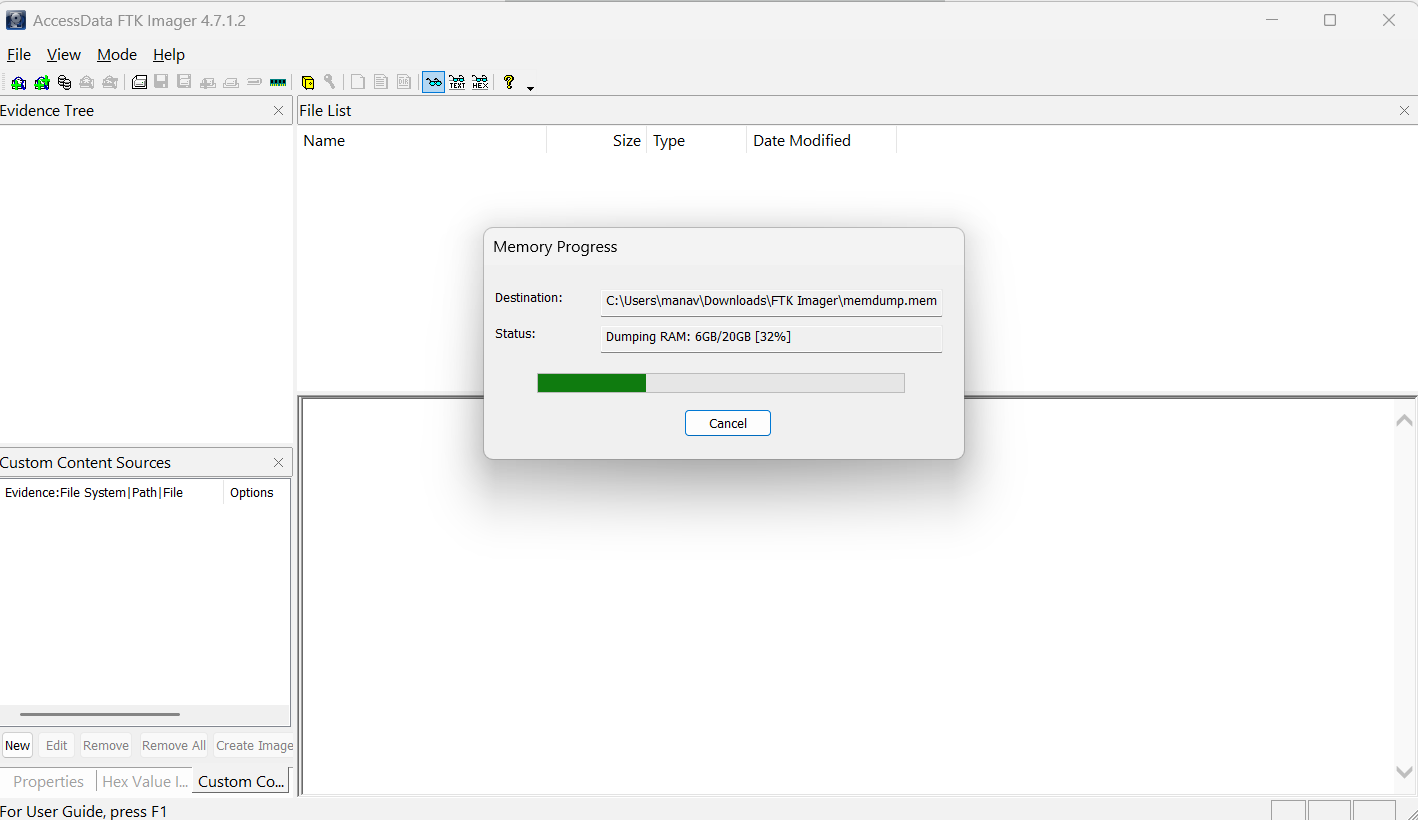 AccessData FTK Imager 4.7.1.2
File View Mode Help
TEXT HEX
Evidence Tree
File List
Name Size Type Date Modified
Memory Progress
Destination: C:\Users\manav\Downloads\FTK Imager\memdump.mem
Status: Dumping RAM: 6GB/20GB [32%]
Cancel
Custom Content Sources
Evidence:File System|Path|File Options
New Edit Remove Remove All Create Image
Properties Hex Value I... Custom Co...
For User Guide, press F1